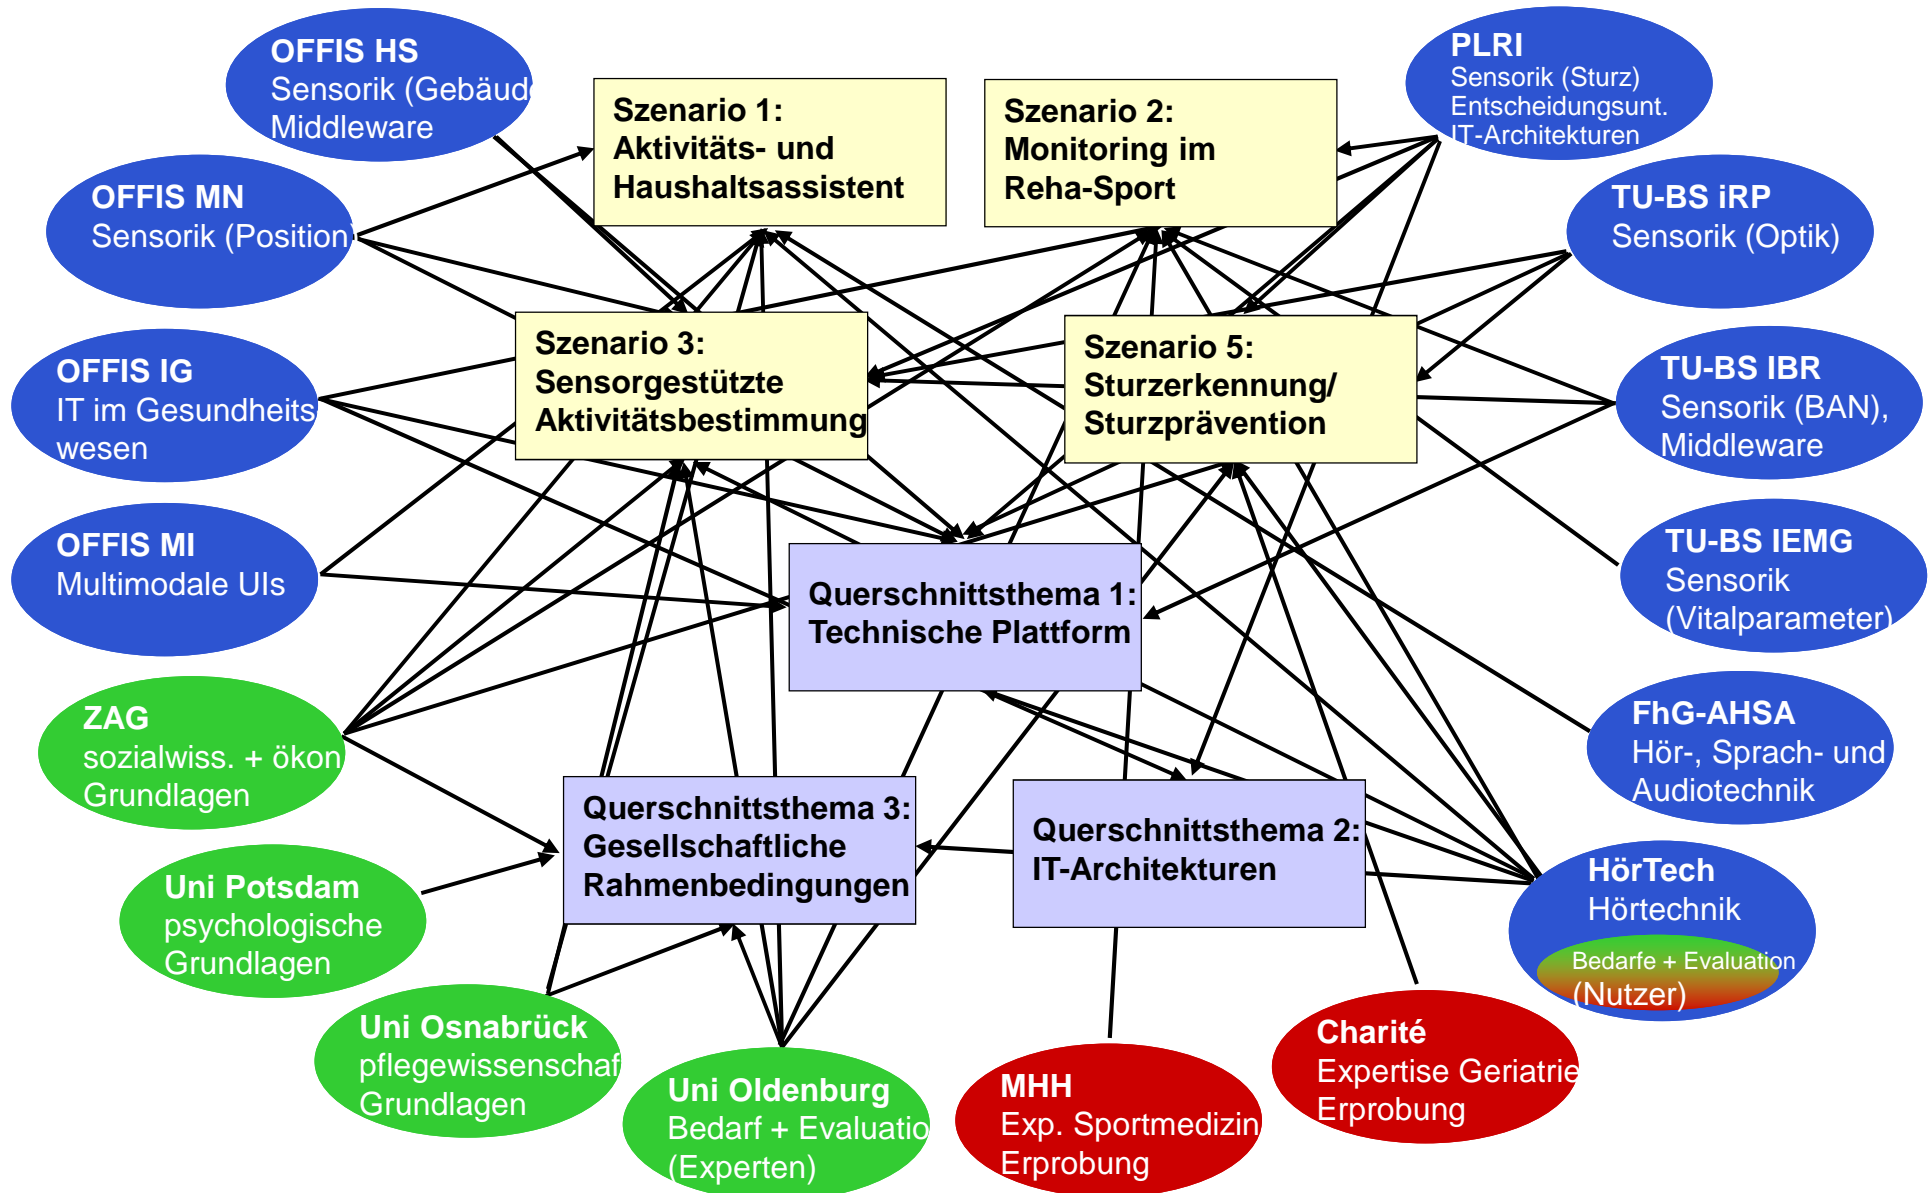 OFFIS HS
Sensorik (Gebäude
Middleware
PLRI
Sensorik (Sturz)
Entscheidungsunt.
IT-Architekturen
Szenario 1:
Aktivitäts- und
Haushaltsassistent
Szenario 2:
Monitoring im
Reha-Sport
OFFIS MN
Sensorik (Position
TU-BS iRP
Sensorik (Optik)
Szenario 3:
Sensorgestützte
Aktivitätsbestimmung
Szenario 5:
Sturzerkennung/
Sturzprävention
OFFIS IG
IT im Gesundheits
wesen
TU-BS IBR
Sensorik (BAN),
Middleware
OFFIS MI
Multimodale UIs
TU-BS IEMG
Sensorik
(Vitalparameter)
Querschnittsthema 1:
Technische Plattform
ZAG
sozialwiss. + ökon
Grundlagen
FhG-AHSA
Hör-, Sprach- und
Audiotechnik
Querschnittsthema 3:
Gesellschaftliche
Rahmenbedingungen
Querschnittsthema 2:
IT-Architekturen
Uni Potsdam
psychologische
Grundlagen
HörTech
Hörtechnik
Bedarfe + Evaluation
(Nutzer)
Uni Osnabrück
pflegewissenschaf
Grundlagen
Uni Oldenburg
Bedarf + Evaluatio
(Experten)
MHH
Exp. Sportmedizin
Erprobung
Charité
Expertise Geriatrie
Erprobung